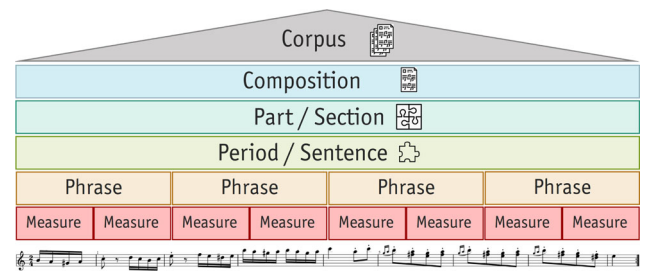 Corpus
Composition
Part / Section
Period / Sentence
Phrase Phrase Phrase Phrase
Measure Measure Measure Measure Measure Measure Measure Measure